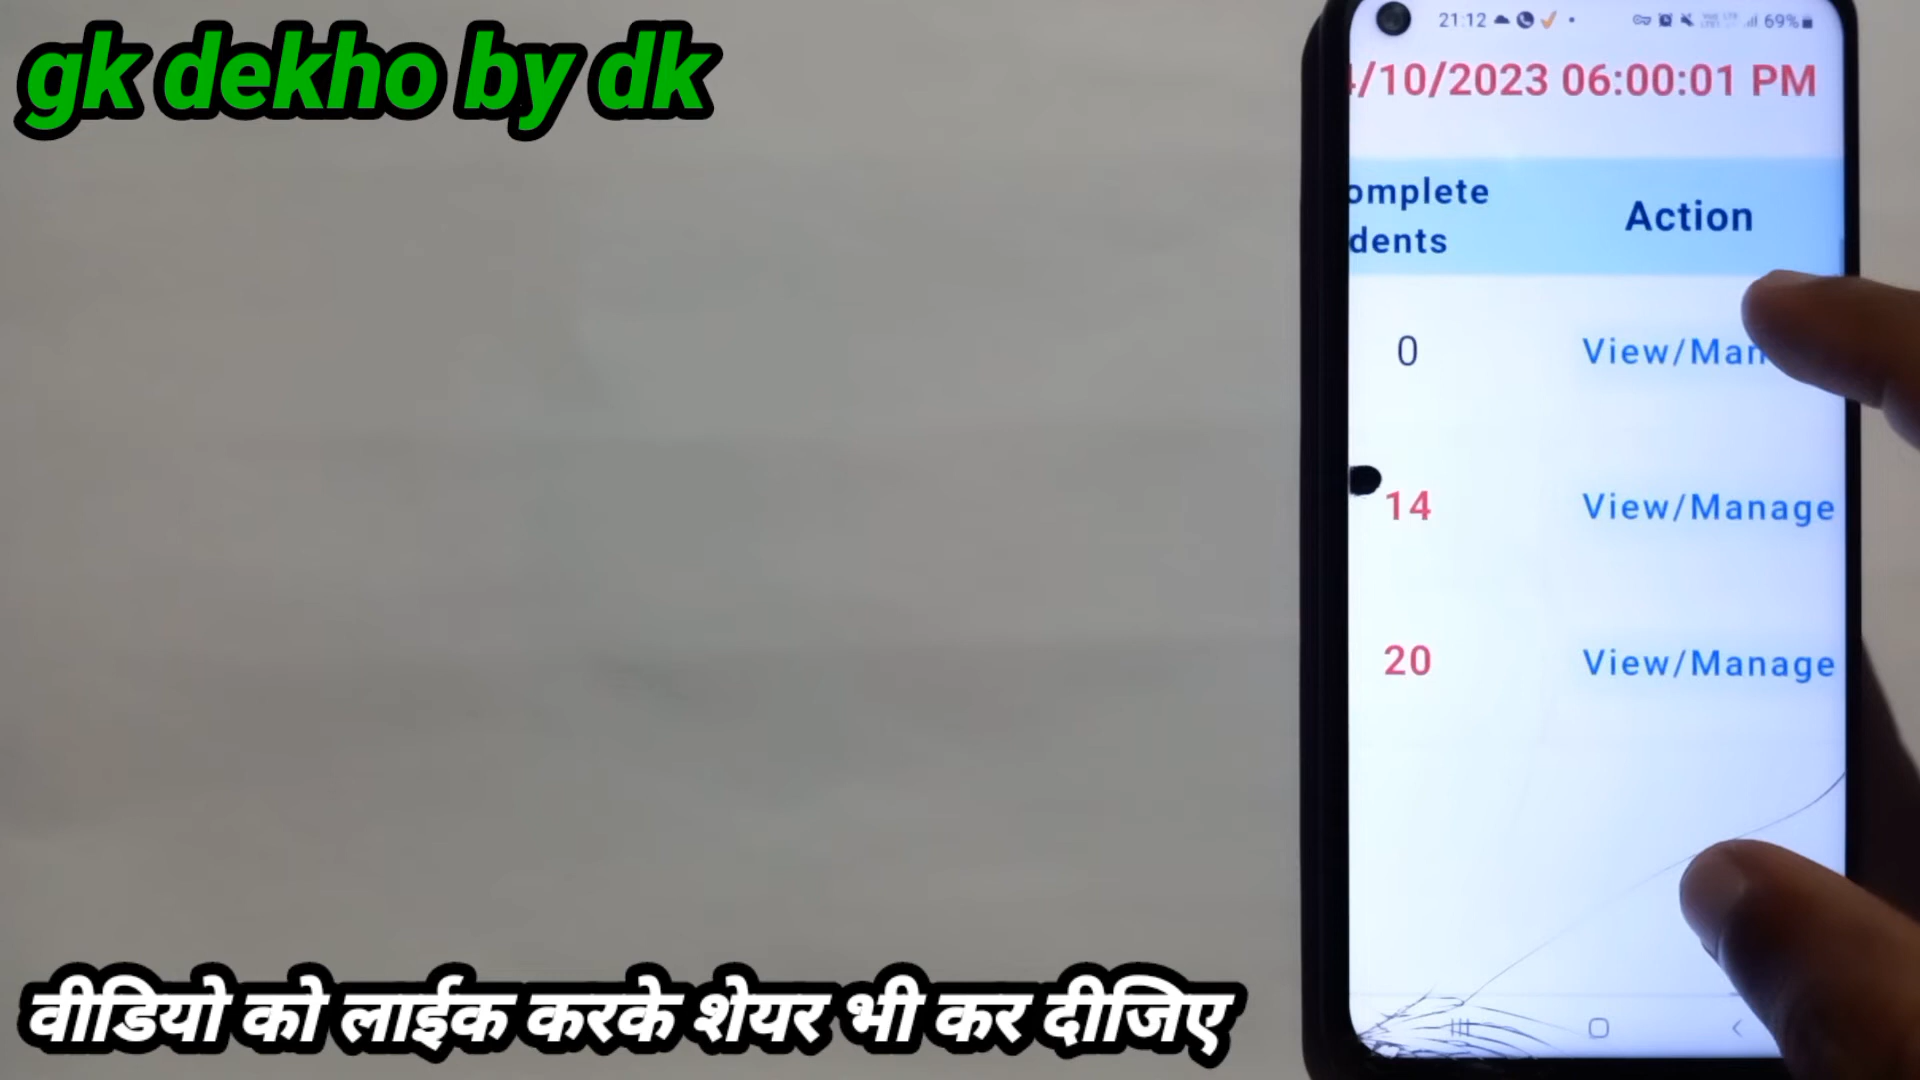 gk dekho by dk
21:12
69%
/10/2023 06:00:01 PM
omplete
dents
Action
0
View/Man
14
View/Manage
20
View/Manage
वीडियो को लाईक करके शेयर भी कर दीजिए